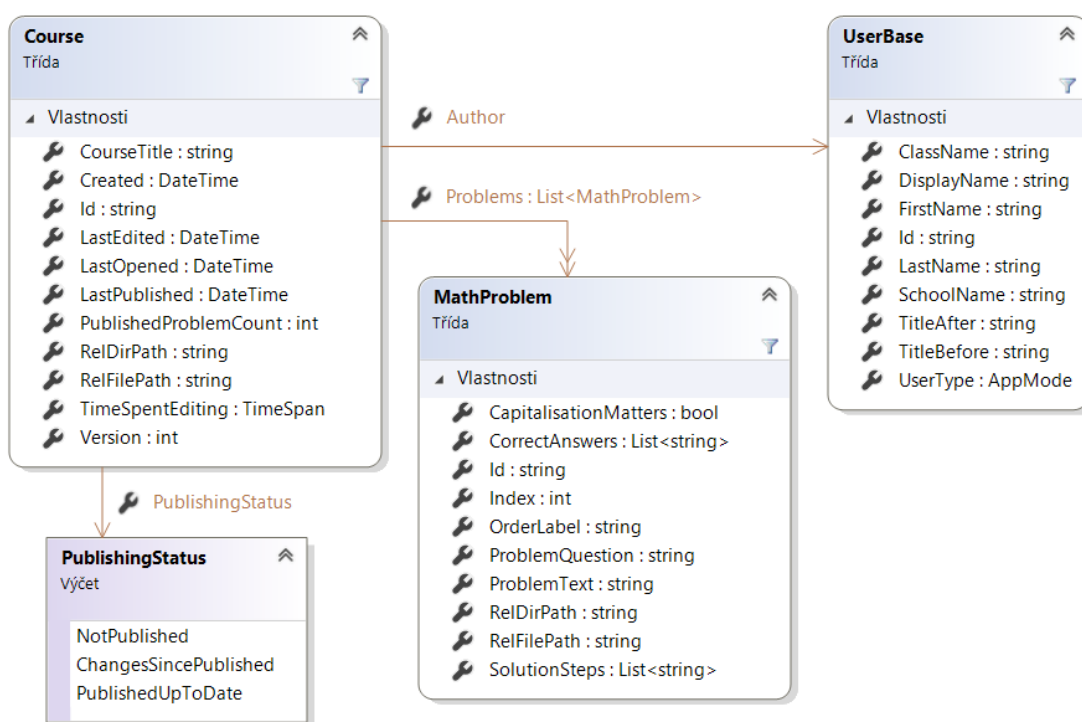 Course
Třída
Vlastnosti
CourseTitle : string
Created : DateTime
Id : string
LastEdited : DateTime
LastOpened : DateTime
LastPublished : DateTime
PublishedProblemCount : int
RelDirPath : string
RelFilePath : string
TimeSpentEditing : TimeSpan
Version : int
Author
Problems : List<MathProblem>
UserBase
Třída
Vlastnosti
ClassName : string
DisplayName : string
FirstName : string
Id : string
LastName : string
SchoolName : string
TitleAfter : string
TitleBefore : string
UserType : AppMode
MathProblem
Třída
Vlastnosti
CapitalisationMatters : bool
CorrectAnswers : List<string>
Id : string
Index : int
OrderLabel : string
ProblemQuestion : string
ProblemText : string
RelDirPath : string
RelFilePath : string
SolutionSteps : List<string>
PublishingStatus
PublishingStatus
Výčet
NotPublished
ChangesSincePublished
PublishedUpToDate